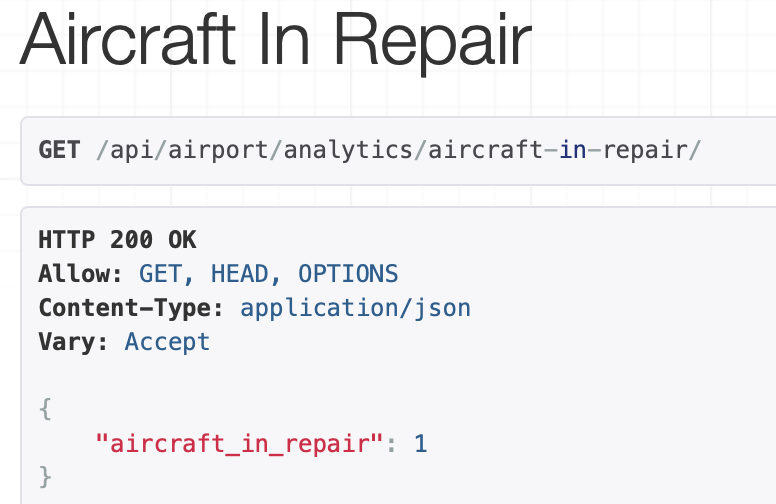 Aircraft In Repair
GET /api/airport/analytics/aircraft-in-repair/
HTTP 200 OK
Allow: GET, HEAD, OPTIONS
Content-Type: application/json
Vary: Accept
{
    "aircraft_in_repair": 1
}